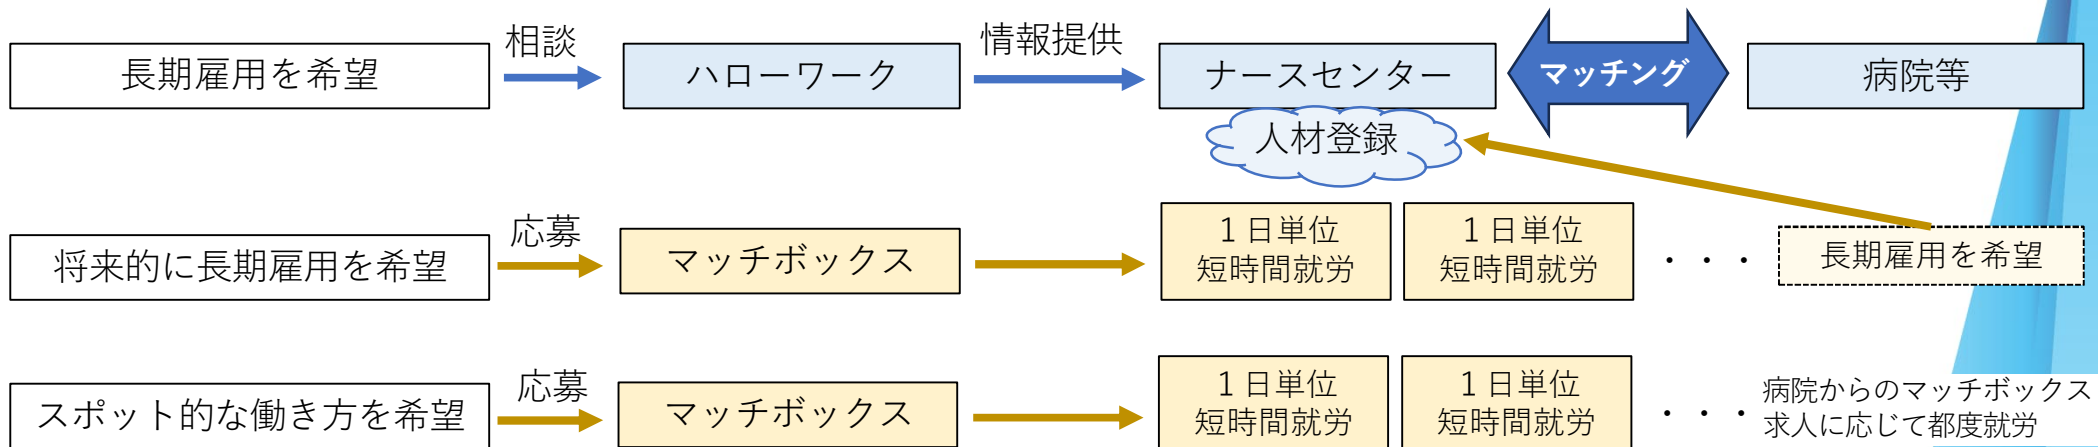 相談
情報提供
長期雇用を希望
ハローワーク
ナースセンター
マッチング
病院等
人材登録
応募
将来的に長期雇用を希望
マッチボックス
１日単位
短時間就労
１日単位
短時間就労
・・・
長期雇用を希望
応募
スポット的な働き方を希望
マッチボックス
１日単位
短時間就労
１日単位
短時間就労
・・・
病院からのマッチボックス
求人に応じて都度就労